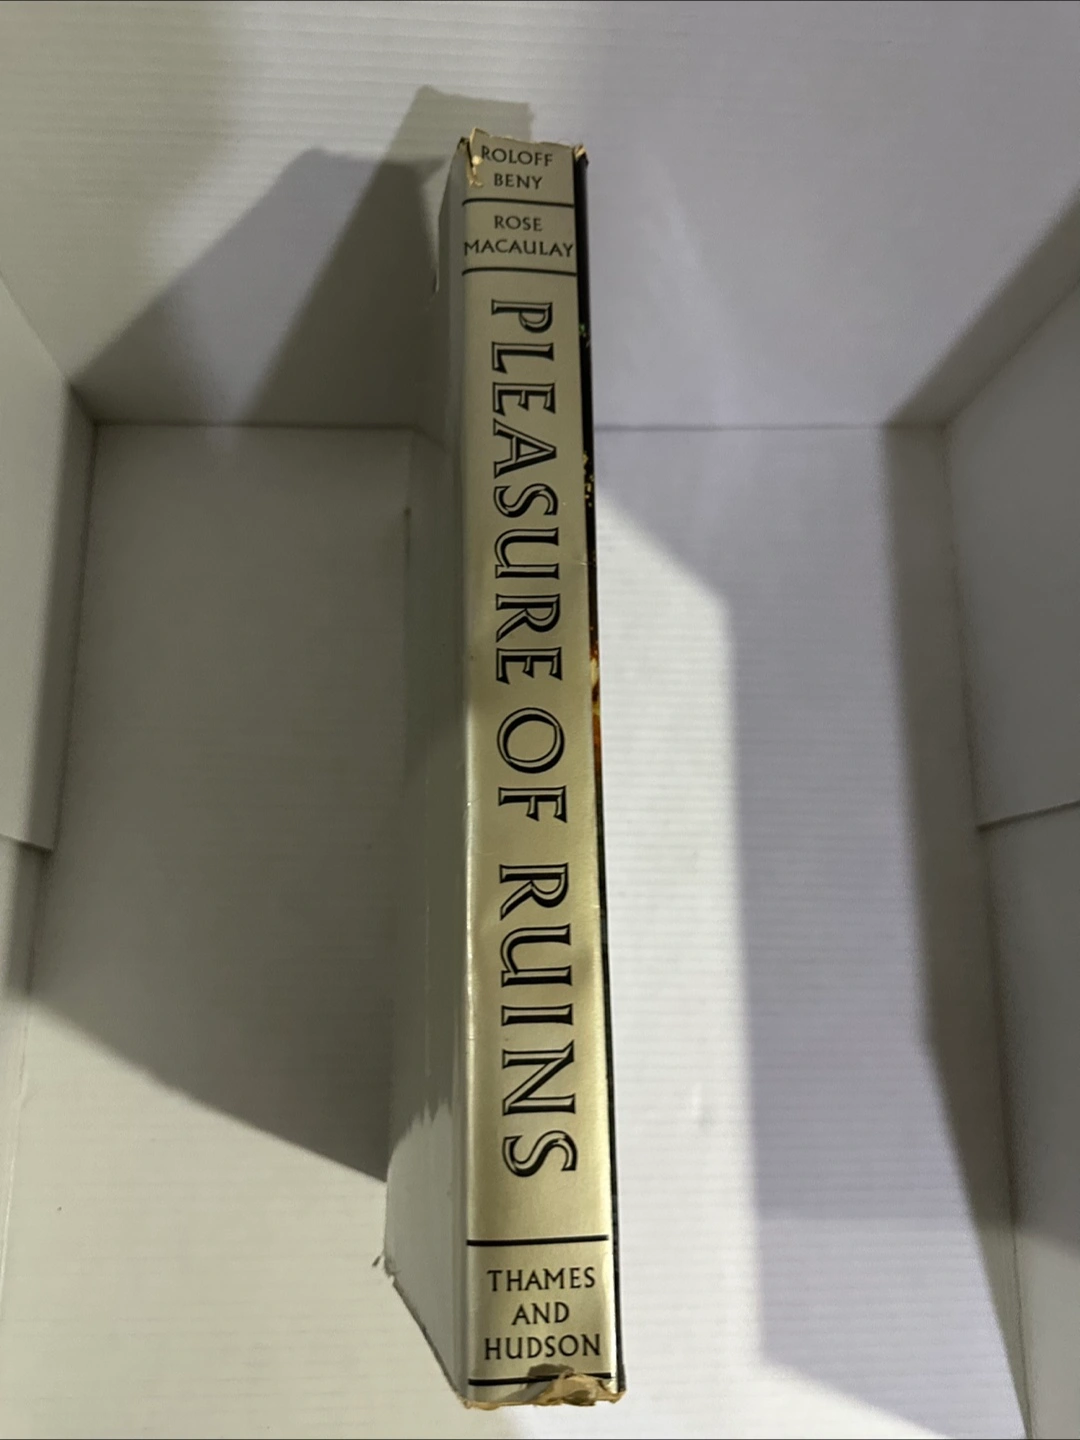 ROLOFF
BENY
ROSE
MACAULAY
PLEASURE OF RUINS
THAMES
AND
HUDSON